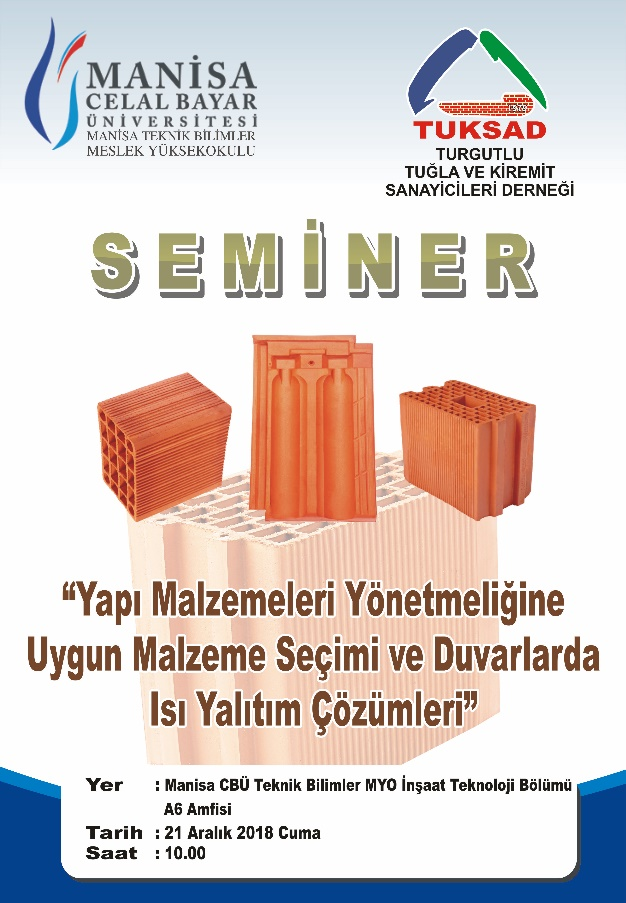 MANİSA
CELAL BAYAR
ÜNİVERSİTESİ
MANİSA TEKNİK BİLİMLER
MESLEK YÜKSEKOKULU
TUKSAD
TURGUTLU
TUĞLA VE KİREMİT
SANAYİCİLERİ DERNEĞİ
SEMİNER
“Yapı Malzemeleri Yönetmeliğine
Uygun Malzeme Seçimi ve Duvarlarda
Isı Yalıtım Çözümleri”
Yer : Manisa CBÜ Teknik Bilimler MYO İnşaat Teknoloji Bölümü
A6 Amfisi
Tarih : 21 Aralık 2018 Cuma
Saat : 10.00